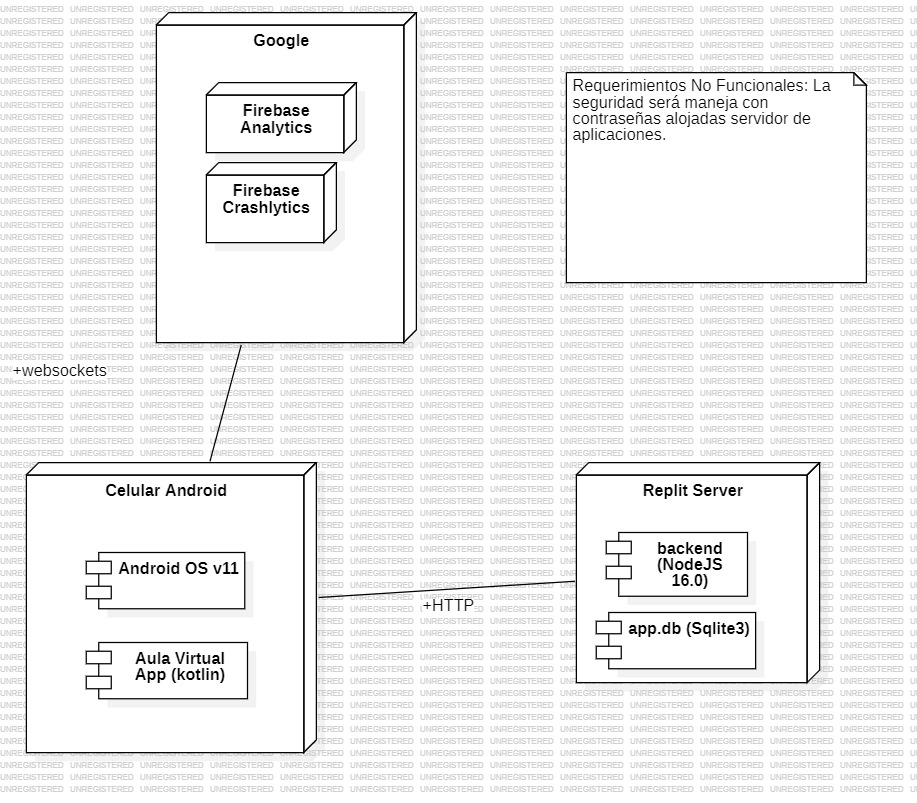 Google
Firebase
Analytics
Firebase
Crashlytics
Requerimientos No Funcionales: La
seguridad será maneja con
contraseñas alojadas servidor de
aplicaciones.
+websockets
Celular Android
Android OS v11
Aula Virtual
App (kotlin)
+HTTP
Replit Server
backend
(NodeJS
16.0)
app.db (Sqlite3)
UNREGISTERED